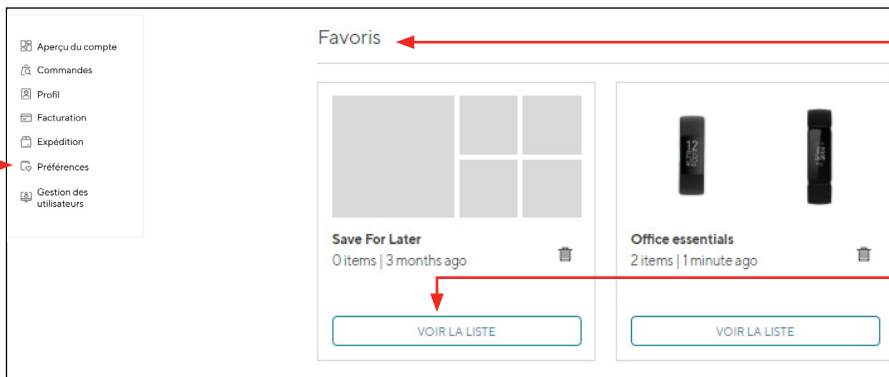 Aperçu du compte
Commandes
Profil
Facturation
Expédition
Préférences
Gestion des
utilisateurs
Favoris
Save For Later
0 items | 3 months ago
VOIR LA LISTE
12
Office essentials
2 items | 1 minute ago
VOIR LA LISTE